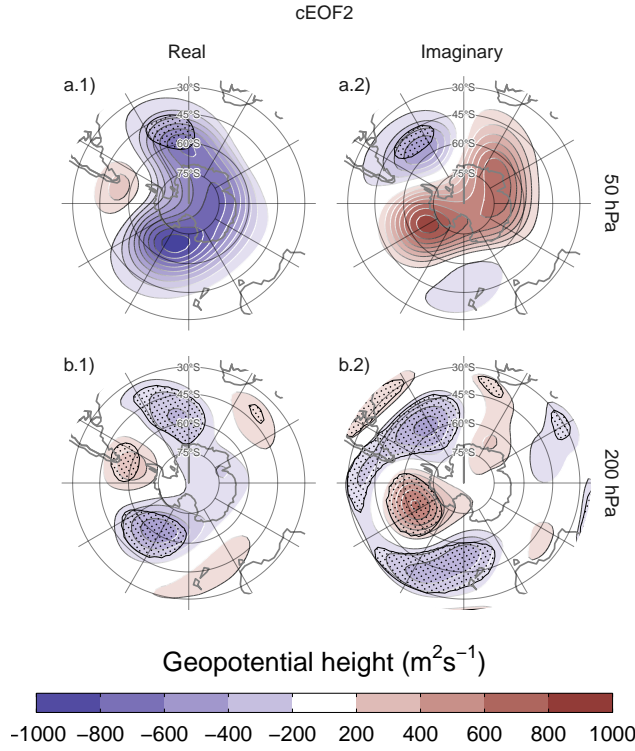 cEOF2
Real
Imaginary
a.1)
30°S
45°S
60°S
75°S
a.2)
30°S
45°S
60°S
75°S
50 hPa
b.1)
30°S
45°S
60°S
75°S
b.2)
30°S
45°S
60°S
75°S
200 hPa
Geopotential height (m²s⁻¹)
−1000 −800 −600 −400 −200 200 400 600 800 1000